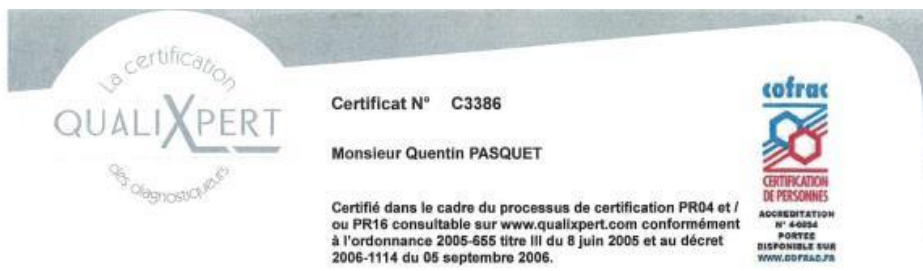 La certification
QUALIXPERT
des diagnostiqueurs
Certificat N° C3386
Monsieur Quentin PASQUET
Certifié dans le cadre du processus de certification PR04 et /
ou PR16 consultable sur www.qualixpert.com conformément
à l'ordonnance 2005-655 titre III du 8 juin 2005 et au décret
2006-1114 du 05 septembre 2006.
cofrac
CERTIFICATION
DE PERSONNES
ACCREDITATION
N° 4-0094
PORTEE
DISPONIBLE SUR
WWW.COFRAC.FR